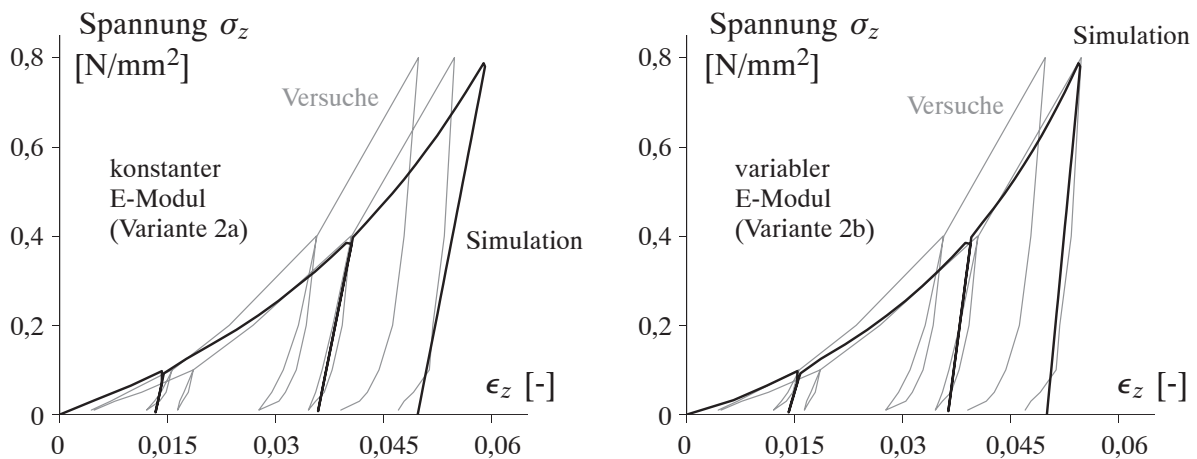 Spannung σz
[N/mm²]
0,8
Versuche
0,6
konstanter
E-Modul
(Variante 2a)
0,4
Simulation
0,2
ϵz [-]
0
0 0,015 0,03 0,045 0,06
Spannung σz
[N/mm²]
Simulation
0,8
Versuche
0,6
variabler
E-Modul
(Variante 2b)
0,4
0,2
ϵz [-]
0
0 0,015 0,03 0,045 0,06